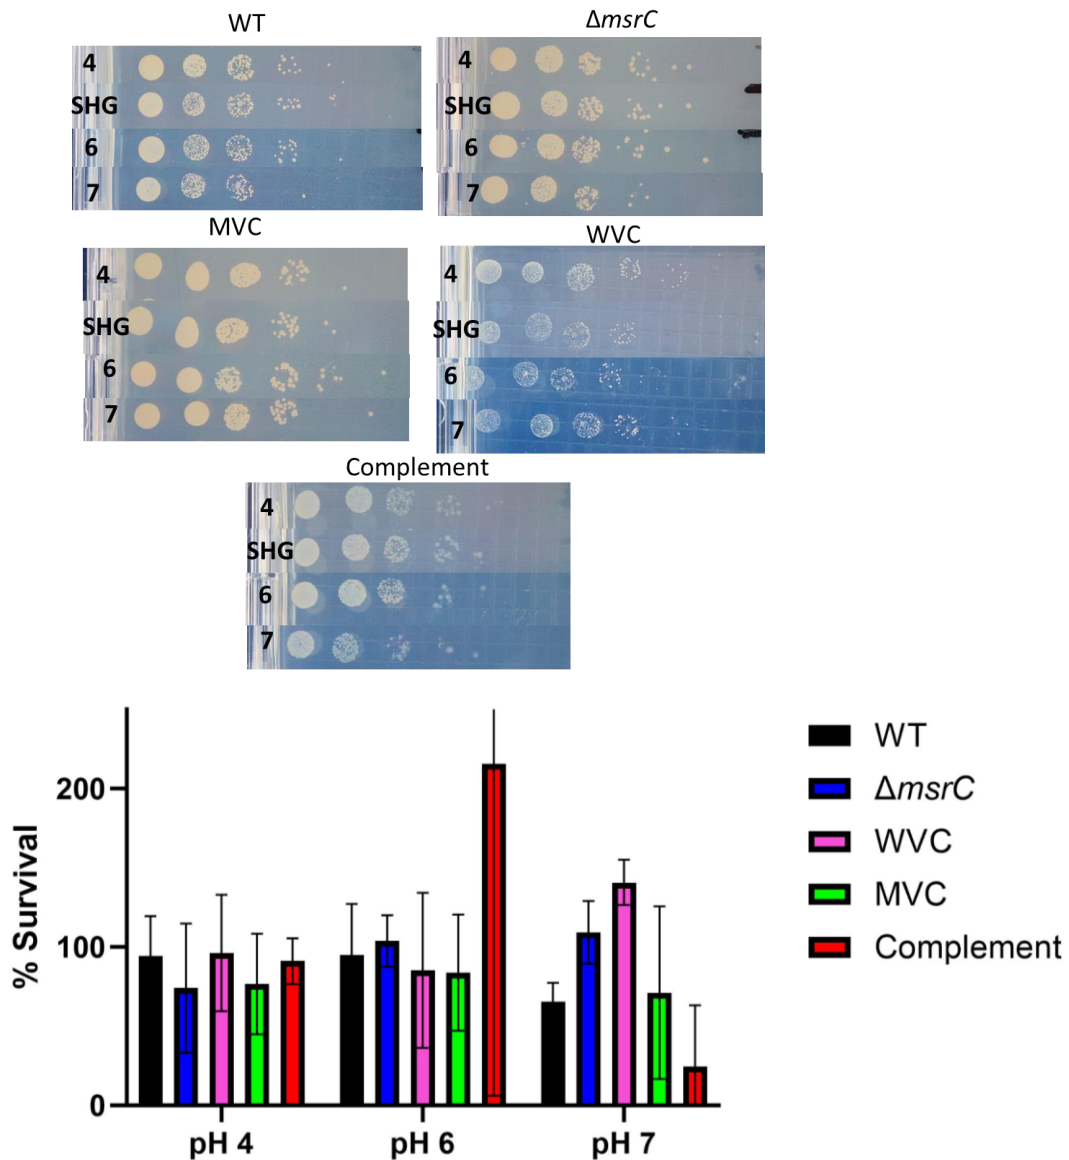 WT
4
SHG
6
7
ΔmsrC
4
SHG
6
7
MVC
4
SHG
6
7
WVC
4
SHG
6
7
Complement
4
SHG
6
7
% Survival
200
100
0
pH 4
pH 6
pH 7
WT
ΔmsrC
WVC
MVC
Complement